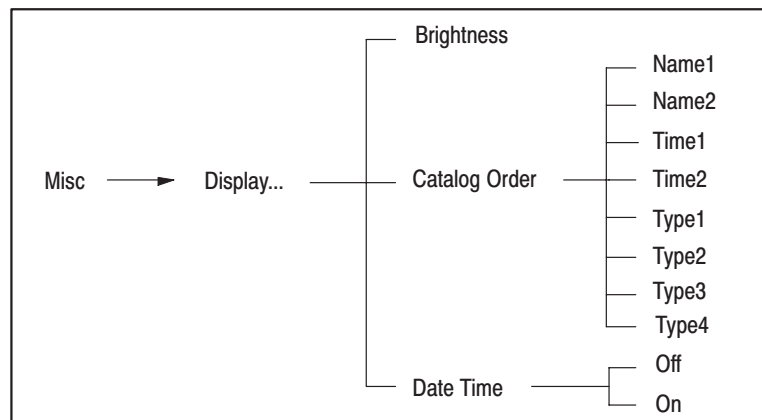 Misc
Display...
Brightness
Catalog Order
Name1
Name2
Time1
Time2
Type1
Type2
Type3
Type4
Date Time
Off
On